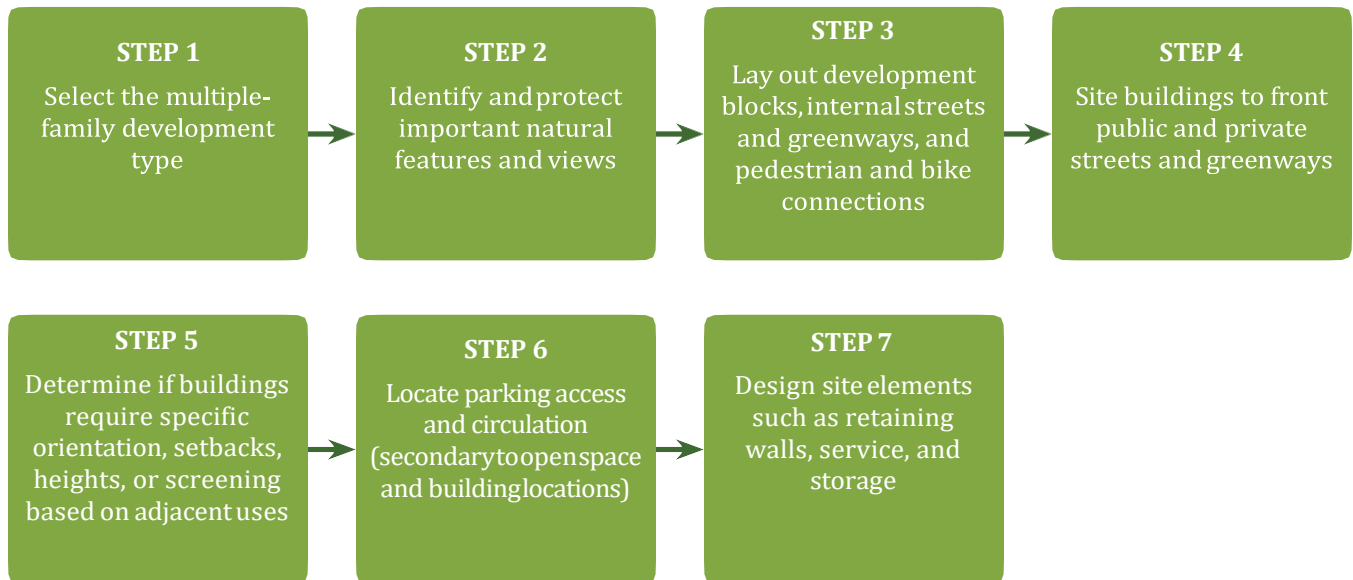 STEP 1
Select the multiple-
family development
type
STEP 2
Identify and protect
important natural
features and views
STEP 3
Lay out development
blocks, internal streets
and greenways, and
pedestrian and bike
connections
STEP 4
Site buildings to front
public and private
streets and greenways
STEP 5
Determine if buildings
require specific
orientation, setbacks,
heights, or screening
based on adjacent uses
STEP 6
Locate parking access
and circulation
(secondary to open space
and building locations)
STEP 7
Design site elements
such as retaining
walls, service, and
storage